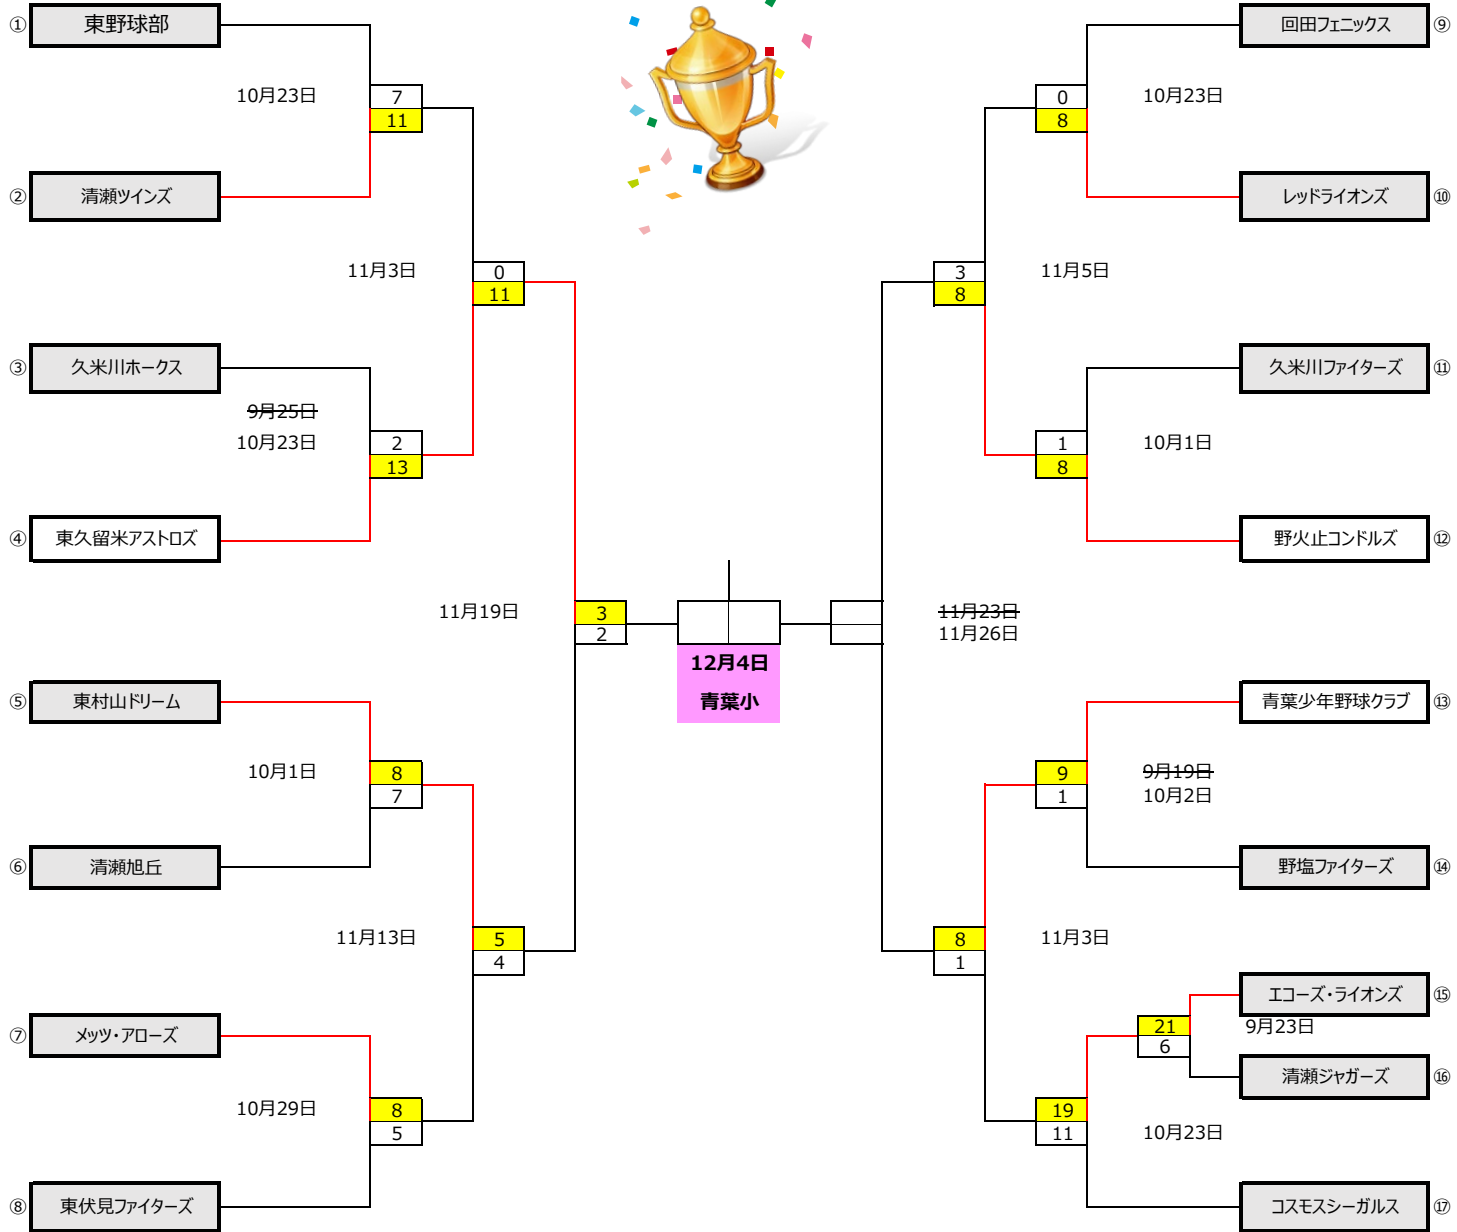 ① 東野球部
10月23日
7
11
② 清瀬ツインズ
11月3日
0
11
③ 久米川ホークス
9月25日
10月23日
2
13
④ 東久留米アストロズ
11月19日
3
2
⑤ 東村山ドリーム
10月1日
8
7
⑥ 清瀬旭丘
11月13日
5
4
⑦ メッツ・アローズ
10月29日
8
5
⑧ 東伏見ファイターズ
12月4日
青葉小
回田フェニックス ⑨
0
8
10月23日
レッドライオンズ ⑩
3
8
11月5日
久米川ファイターズ ⑪
1
8
10月1日
野火止コンドルズ ⑫
11月23日
11月26日
青葉少年野球クラブ ⑬
9
1
9月19日
10月2日
野塩ファイターズ ⑭
8
1
11月3日
エコーズ・ライオンズ ⑮
21
6
9月23日
清瀬ジャガーズ ⑯
19
11
10月23日
コスモスシーガルス ⑰